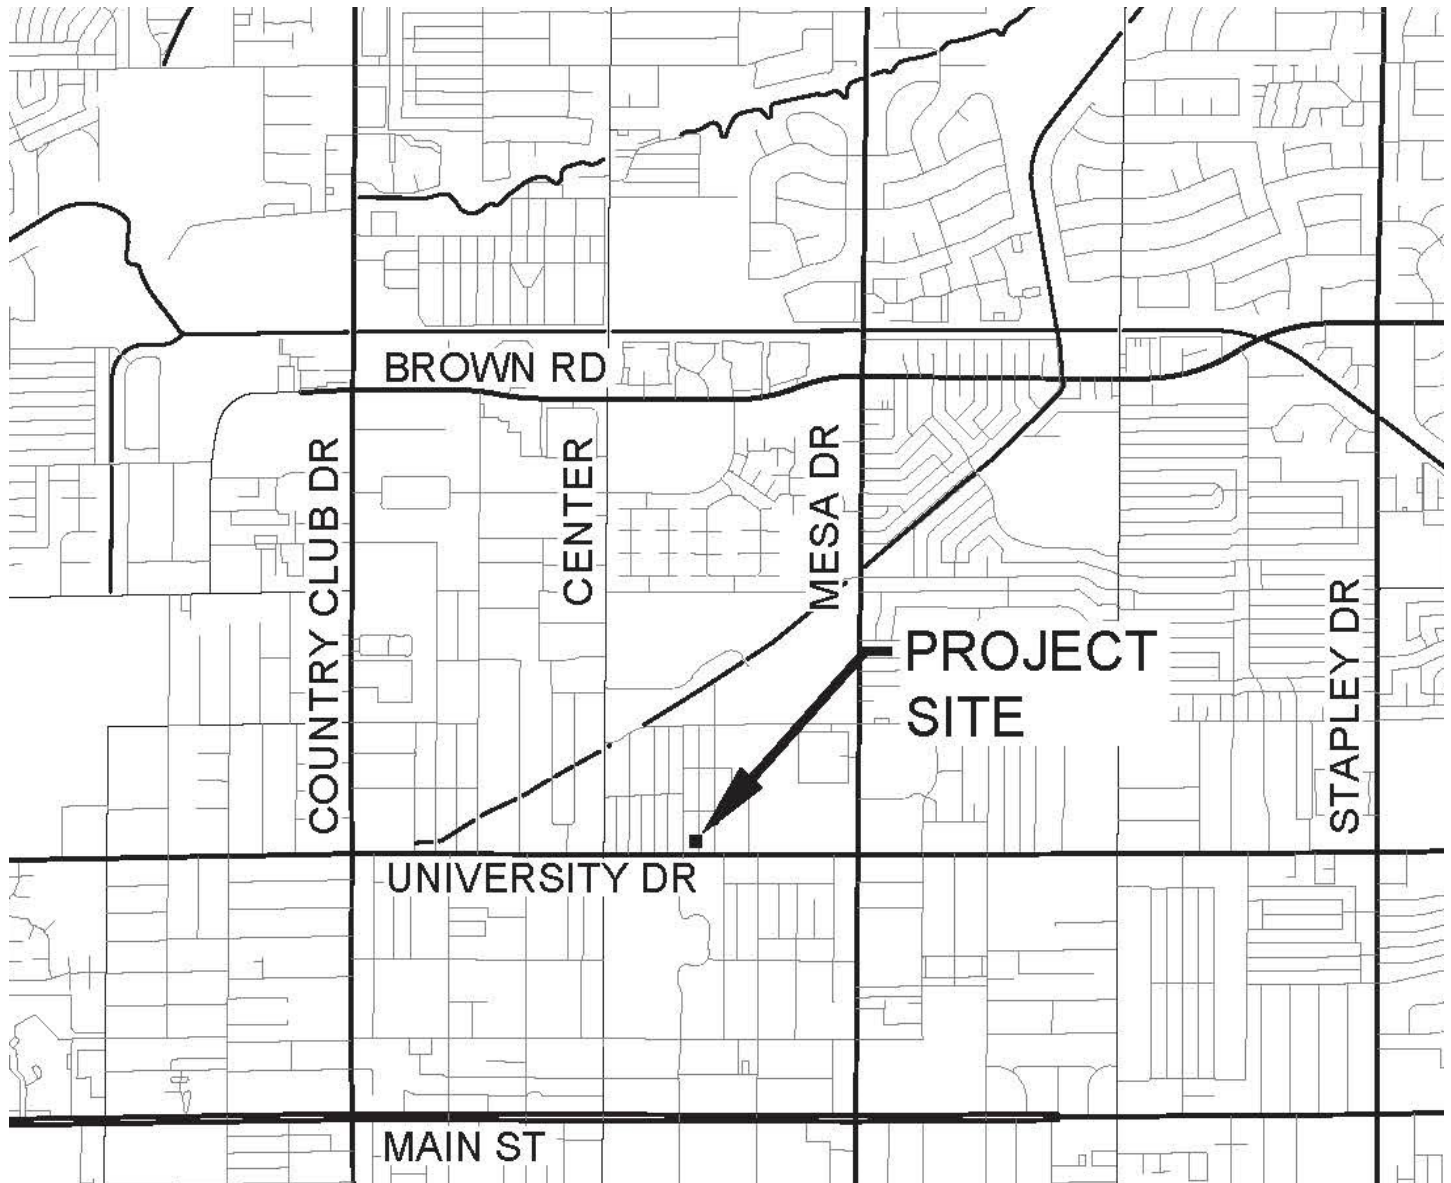 BROWN RD
COUNTRY CLUB DR
CENTER
MESA DR
STAPLEY DR
PROJECT
SITE
UNIVERSITY DR
MAIN ST